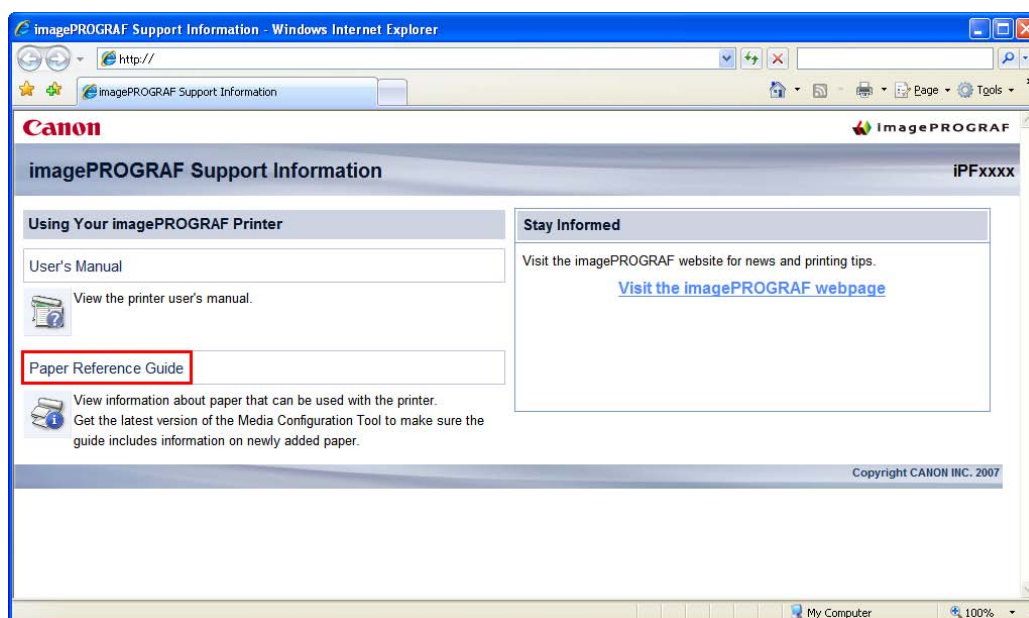 imagePROGRAF Support Information - Windows Internet Explorer
http://
imagePROGRAF Support Information
Page
Tools
Canon
imagePROGRAF
imagePROGRAF Support Information
iPFxxxx
Using Your imagePROGRAF Printer
User's Manual
View the printer user's manual.
Paper Reference Guide
View information about paper that can be used with the printer.
Get the latest version of the Media Configuration Tool to make sure the
guide includes information on newly added paper.
Stay Informed
Visit the imagePROGRAF website for news and printing tips.
Visit the imagePROGRAF webpage
Copyright CANON INC. 2007
My Computer
100%